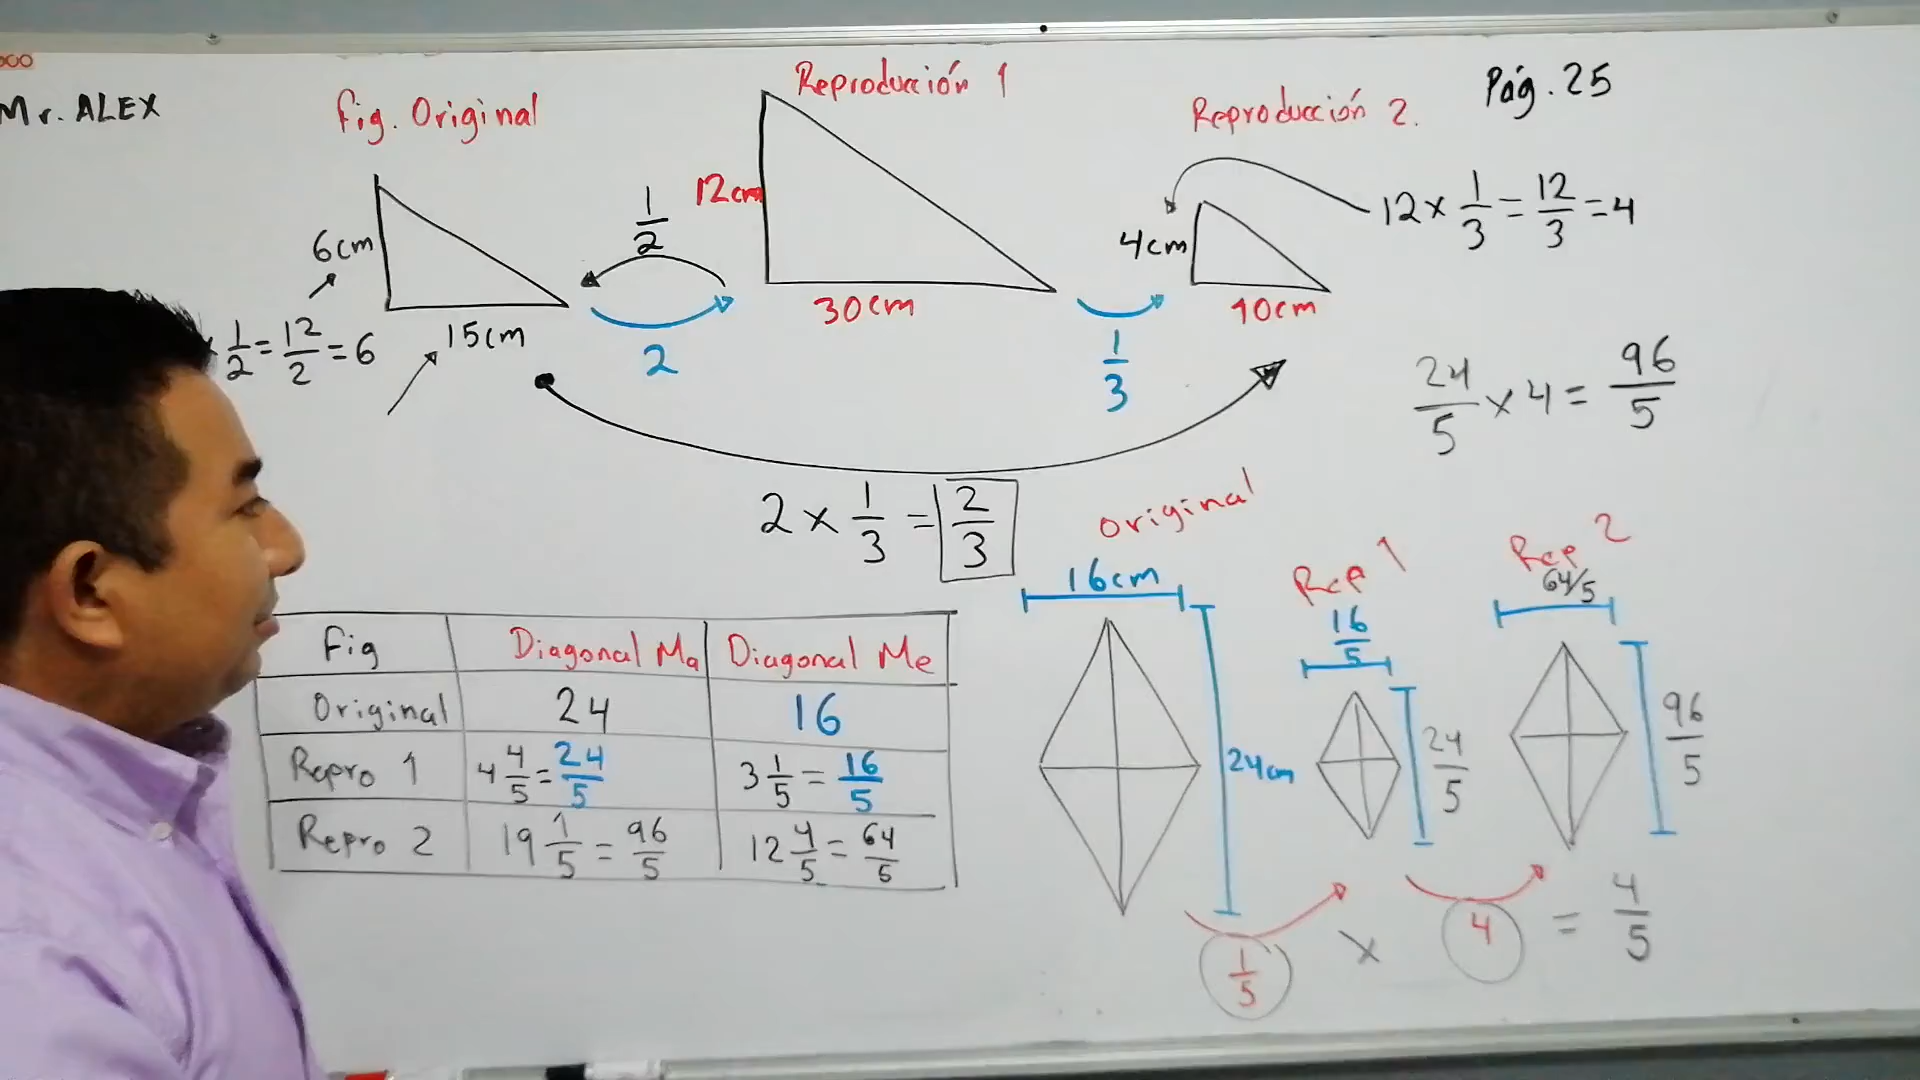 Mr. ALEX
fig. Original
Reproducción 1
Reproducción 2.
Pág. 25
6cm
15cm
1/2
2
12cm
30cm
1/3
4cm
10cm
12 x 1/3 = 12/3 = 4
x 1/2 = 12/2 = 6
24/5 x 4 = 96/5
2 x 1/3 = 2/3
fig | Diagonal Ma | Diagonal Me
Original | 24 | 16
Repro 1 | 4 4/5 = 24/5 | 3 1/5 = 16/5
Repro 2 | 19 1/5 = 96/5 | 12 4/5 = 64/5
Original
16cm
24cm
Rep 1
16/5
24/5
Rep 2
64/5
96/5
1/5 x 4 = 4/5